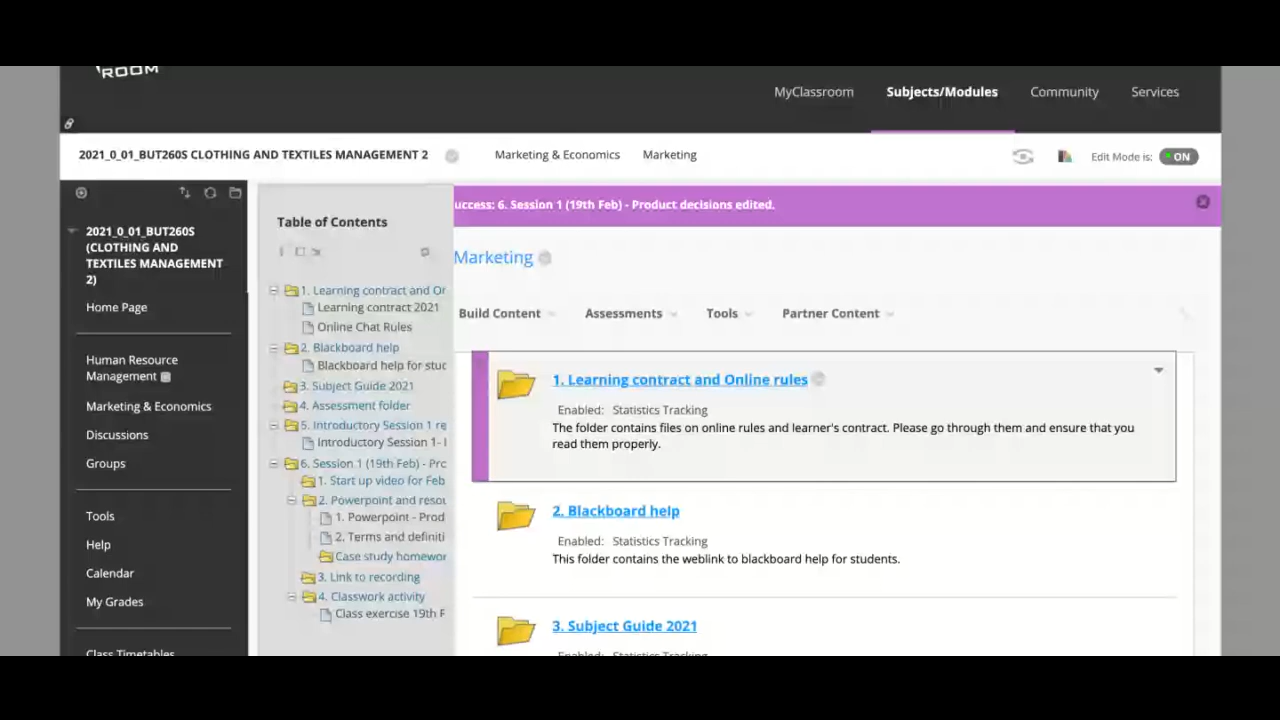 ROOM
MyClassroom
Subjects/Modules
Community
Services
2021_0_01_BUT260S CLOTHING AND TEXTILES MANAGEMENT 2
Marketing & Economics
Marketing
Edit Mode is:
ON
2021_0_01_BUT260S
(CLOTHING AND
TEXTILES MANAGEMENT
2)
Home Page
Human Resource
Management
Marketing & Economics
Discussions
Groups
Tools
Help
Calendar
My Grades
Class Timetables
Table of Contents
1. Learning contract and Or
Learning contract 2021
Online Chat Rules
2. Blackboard help
Blackboard help for stuc
3. Subject Guide 2021
4. Assessment folder
5. Introductory Session 1 re
Introductory Session 1-
6. Session 1 (19th Feb) - Prc
1. Start up video for Feb
2. Powerpoint and resou
1. Powerpoint - Prod
2. Terms and definiti
Case study homewor
3. Link to recording
4. Classwork activity
Class exercise 19th F
uccess: 6. Session 1 (19th Feb) - Product decisions edited.
Marketing
Build Content
Assessments
Tools
Partner Content
1. Learning contract and Online rules
Enabled: Statistics Tracking
The folder contains files on online rules and learner's contract. Please go through them and ensure that you
read them properly.
2. Blackboard help
Enabled: Statistics Tracking
This folder contains the weblink to blackboard help for students.
3. Subject Guide 2021
Enabled: Statistics Tracking